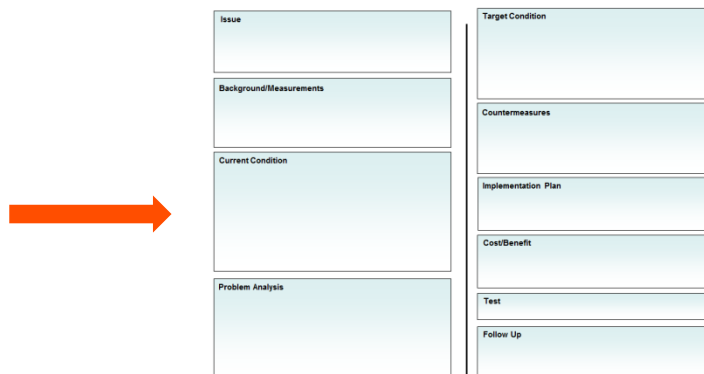 Issue
Background/Measurements
Current Condition
Problem Analysis
Target Condition
Countermeasures
Implementation Plan
Cost/Benefit
Test
Follow Up